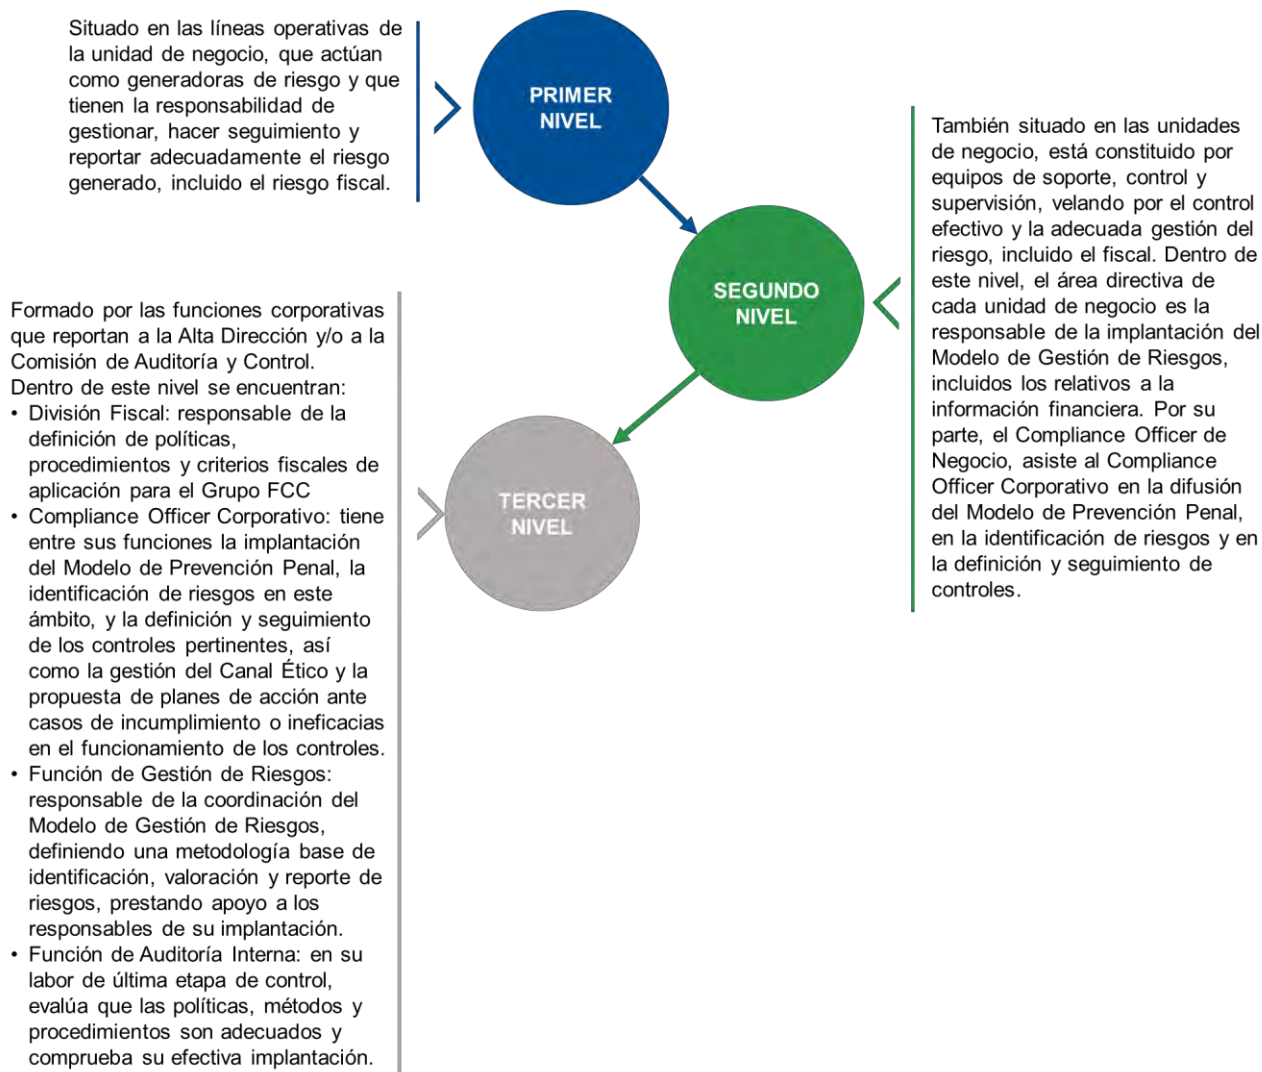 Situado en las líneas operativas de
la unidad de negocio, que actúan
como generadoras de riesgo y que
tienen la responsabilidad de
gestionar, hacer seguimiento y
reportar adecuadamente el riesgo
generado, incluido el riesgo fiscal.
PRIMER
NIVEL
También situado en las unidades
de negocio, está constituido por
equipos de soporte, control y
supervisión, velando por el control
efectivo y la adecuada gestión del
riesgo, incluido el fiscal. Dentro de
este nivel, el área directiva de
cada unidad de negocio es la
responsable de la implantación del
Modelo de Gestión de Riesgos,
incluidos los relativos a la
información financiera. Por su
parte, el Compliance Officer de
Negocio, asiste al Compliance
Officer Corporativo en la difusión
del Modelo de Prevención Penal,
en la identificación de riesgos y en
la definición y seguimiento de
controles.
SEGUNDO
NIVEL
Formado por las funciones corporativas
que reportan a la Alta Dirección y/o a la
Comisión de Auditoría y Control.
Dentro de este nivel se encuentran:
• División Fiscal: responsable de la
definición de políticas,
procedimientos y criterios fiscales de
aplicación para el Grupo FCC
• Compliance Officer Corporativo: tiene
entre sus funciones la implantación
del Modelo de Prevención Penal, la
identificación de riesgos en este
ámbito, y la definición y seguimiento
de los controles pertinentes, así
como la gestión del Canal Ético y la
propuesta de planes de acción ante
casos de incumplimiento o ineficacias
en el funcionamiento de los controles.
• Función de Gestión de Riesgos:
responsable de la coordinación del
Modelo de Gestión de Riesgos,
definiendo una metodología base de
identificación, valoración y reporte de
riesgos, prestando apoyo a los
responsables de su implantación.
• Función de Auditoría Interna: en su
labor de última etapa de control,
evalúa que las políticas, métodos y
procedimientos son adecuados y
comprueba su efectiva implantación.
TERCER
NIVEL